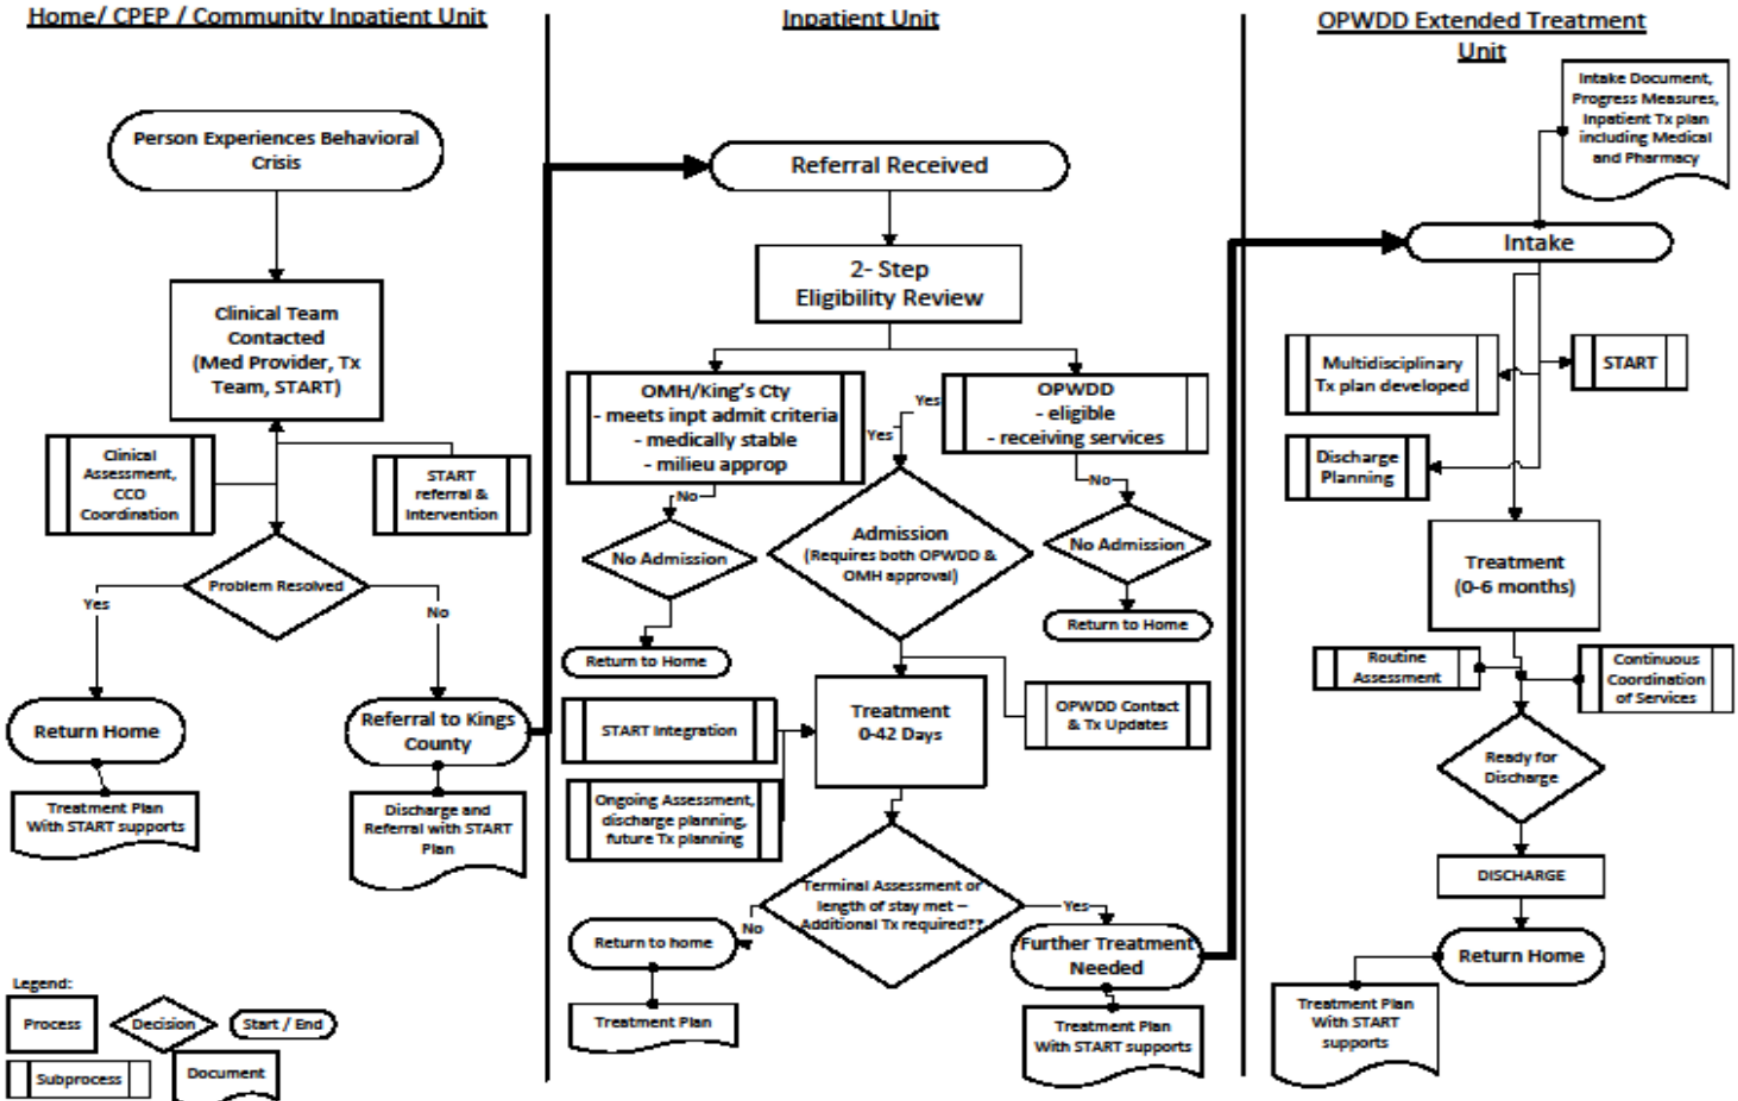 Home/ CPEP / Community Inpatient Unit
Person Experiences Behavioral
Crisis
Clinical Team
Contacted
(Med Provider, Tx
Team, START)
Clinical
Assessment,
CCO
Coordination
START
referral &
Intervention
Problem Resolved
Yes
No
Return Home
Referral to Kings
County
Treatment Plan
With START supports
Discharge and
Referral with START
Plan
Legend:
Process
Decision
Start / End
Subprocess
Document
Inpatient Unit
Referral Received
2- Step
Eligibility Review
OMH/King's Cty
- meets inpt admit criteria
- medically stable
- milieu approp
Yes
Yes
OPWDD
- eligible
- receiving services
No
No
No Admission
Admission
(Requires both OPWDD &
OMH approval)
No Admission
Return to Home
Return to Home
START Integration
Treatment
0-42 Days
OPWDD Contact
& Tx Updates
Ongoing Assessment,
discharge planning,
future Tx planning
Terminal Assessment or
length of stay met –
Additional Tx required??
No
Yes
Return to home
Further Treatment
Needed
Treatment Plan
Treatment Plan
With START supports
OPWDD Extended Treatment
Unit
Intake Document,
Progress Measures,
Inpatient Tx plan
including Medical
and Pharmacy
Intake
Multidisciplinary
Tx plan developed
START
Discharge
Planning
Treatment
(0-6 months)
Routine
Assessment
Continuous
Coordination
of Services
Ready for
Discharge
DISCHARGE
Return Home
Treatment Plan
With START
supports